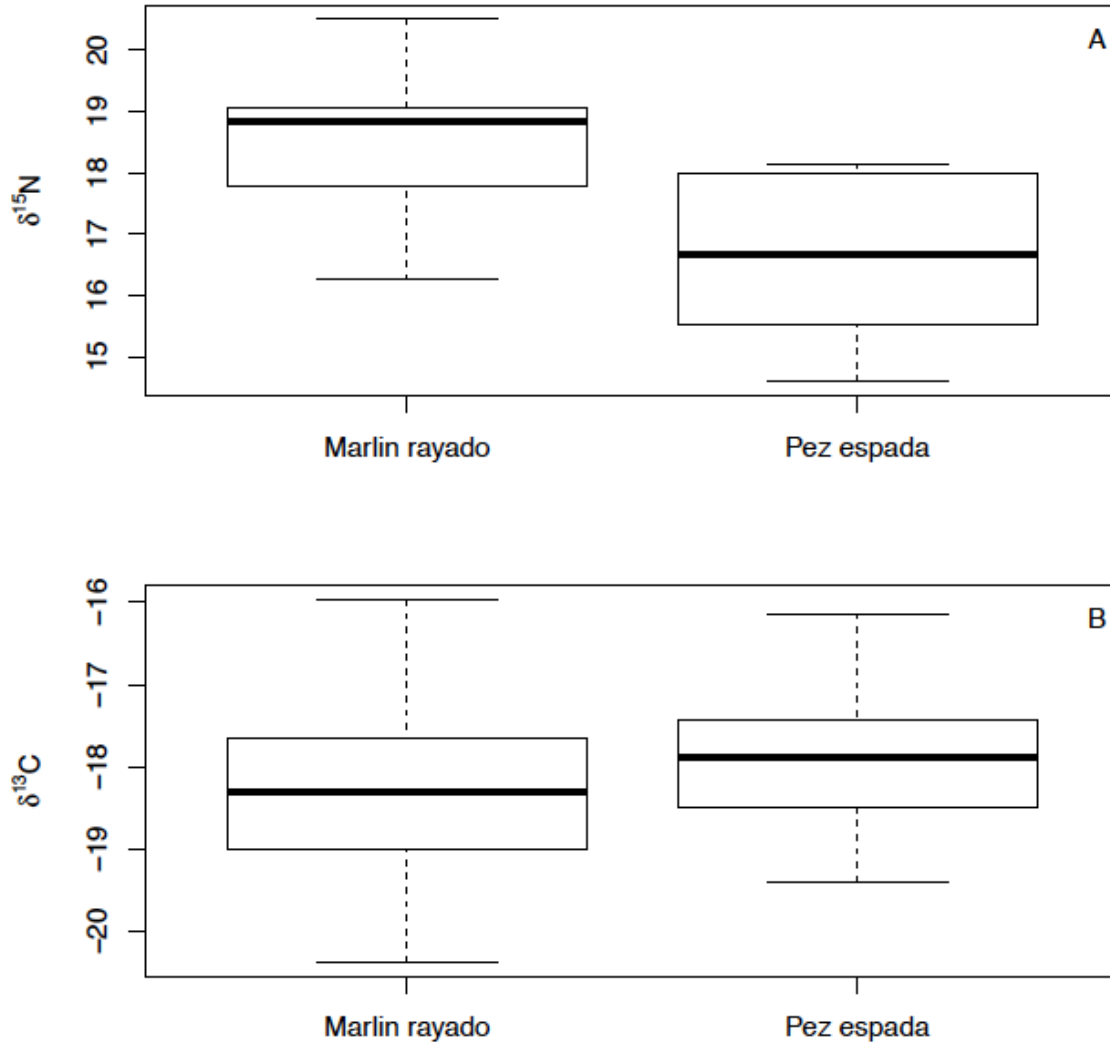 A
20
19
18
17
16
15
δ¹⁵N
Marlin rayado Pez espada
B
-16
-17
-18
-19
-20
δ¹³C
Marlin rayado Pez espada